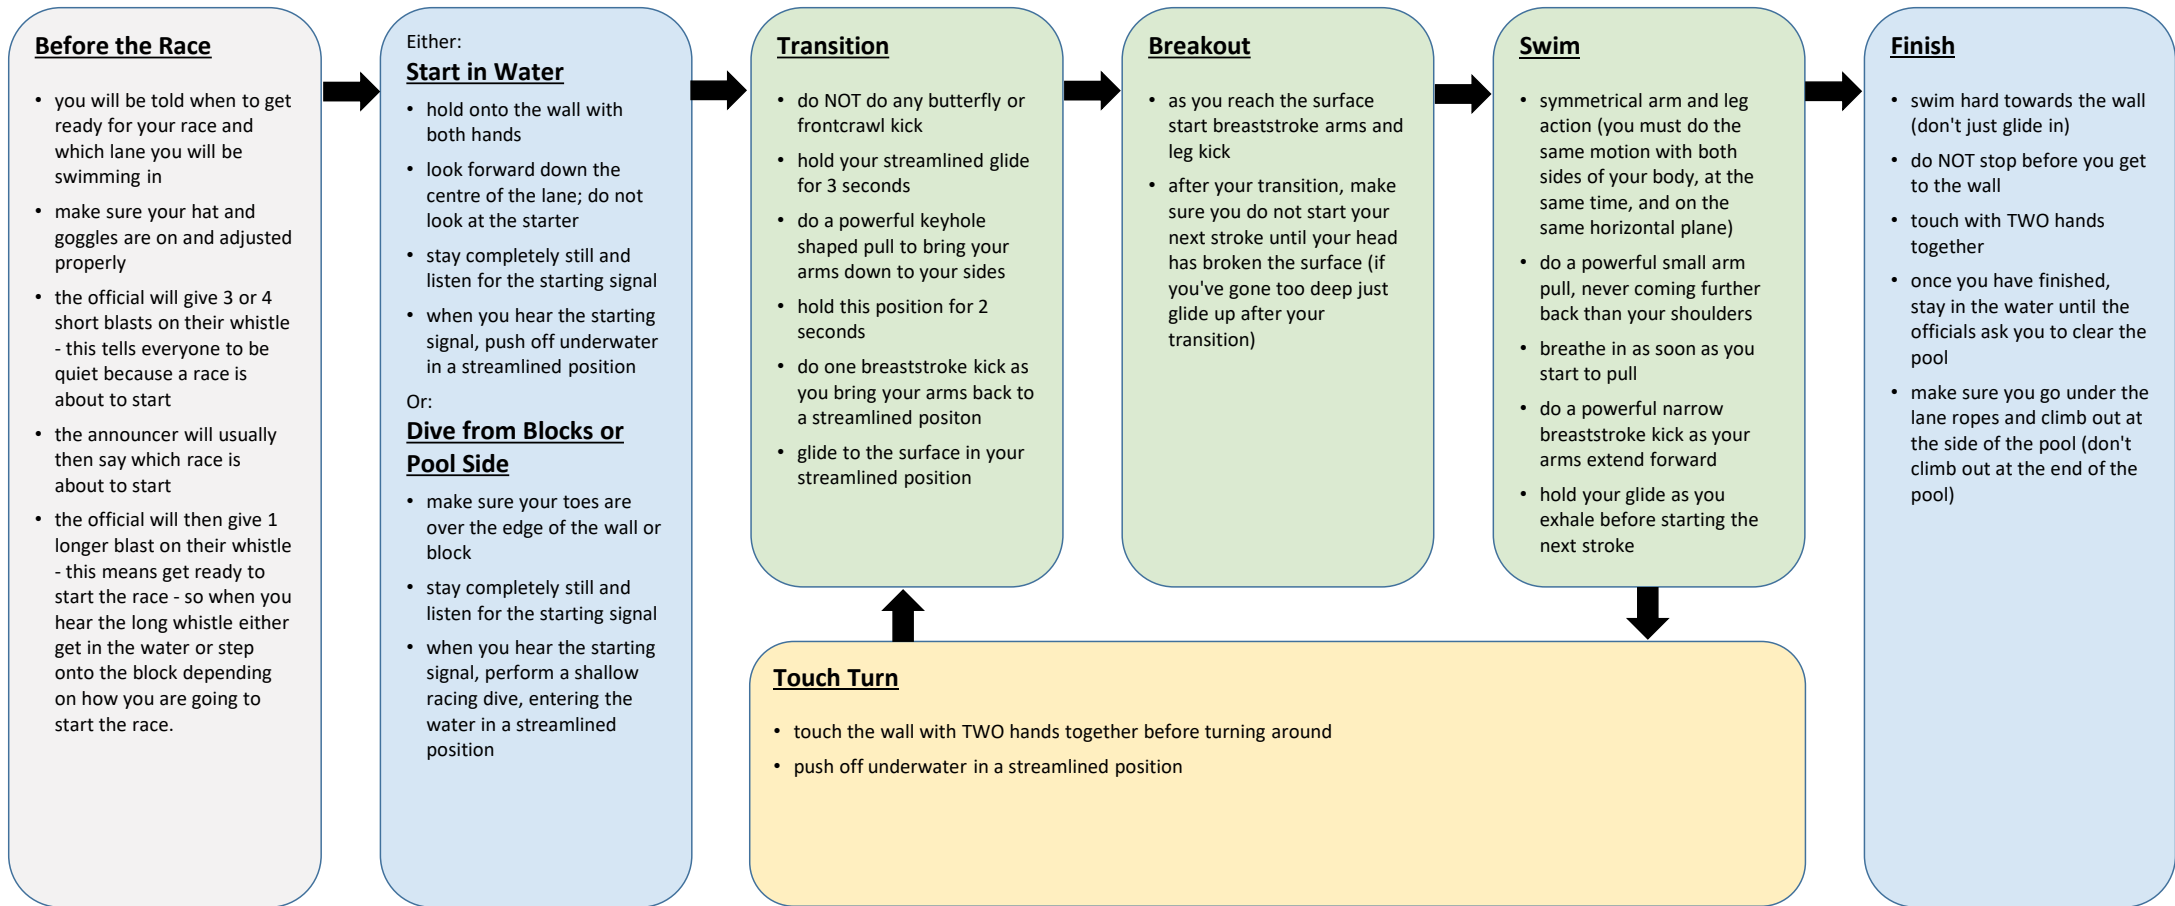 Before the Race
• you will be told when to get
ready for your race and
which lane you will be
swimming in
• make sure your hat and
goggles are on and adjusted
properly
• the official will give 3 or 4
short blasts on their whistle
- this tells everyone to be
quiet because a race is
about to start
• the announcer will usually
then say which race is
about to start
• the official will then give 1
longer blast on their whistle
- this means get ready to
start the race - so when you
hear the long whistle either
get in the water or step
onto the block depending
on how you are going to
start the race.
Either:
Start in Water
• hold onto the wall with
both hands
• look forward down the
centre of the lane; do not
look at the starter
• stay completely still and
listen for the starting signal
• when you hear the starting
signal, push off underwater
in a streamlined position
Or:
Dive from Blocks or
Pool Side
• make sure your toes are
over the edge of the wall or
block
• stay completely still and
listen for the starting signal
• when you hear the starting
signal, perform a shallow
racing dive, entering the
water in a streamlined
position
Transition
• do NOT do any butterfly or
frontcrawl kick
• hold your streamlined glide
for 3 seconds
• do a powerful keyhole
shaped pull to bring your
arms down to your sides
• hold this position for 2
seconds
• do one breaststroke kick as
you bring your arms back to
a streamlined positon
• glide to the surface in your
streamlined position
Breakout
• as you reach the surface
start breaststroke arms and
leg kick
• after your transition, make
sure you do not start your
next stroke until your head
has broken the surface (if
you've gone too deep just
glide up after your
transition)
Swim
• symmetrical arm and leg
action (you must do the
same motion with both
sides of your body, at the
same time, and on the
same horizontal plane)
• do a powerful small arm
pull, never coming further
back than your shoulders
• breathe in as soon as you
start to pull
• do a powerful narrow
breaststroke kick as your
arms extend forward
• hold your glide as you
exhale before starting the
next stroke
Touch Turn
• touch the wall with TWO hands together before turning around
• push off underwater in a streamlined position
Finish
• swim hard towards the wall
(don't just glide in)
• do NOT stop before you get
to the wall
• touch with TWO hands
together
• once you have finished,
stay in the water until the
officials ask you to clear the
pool
• make sure you go under the
lane ropes and climb out at
the side of the pool (don't
climb out at the end of the
pool)